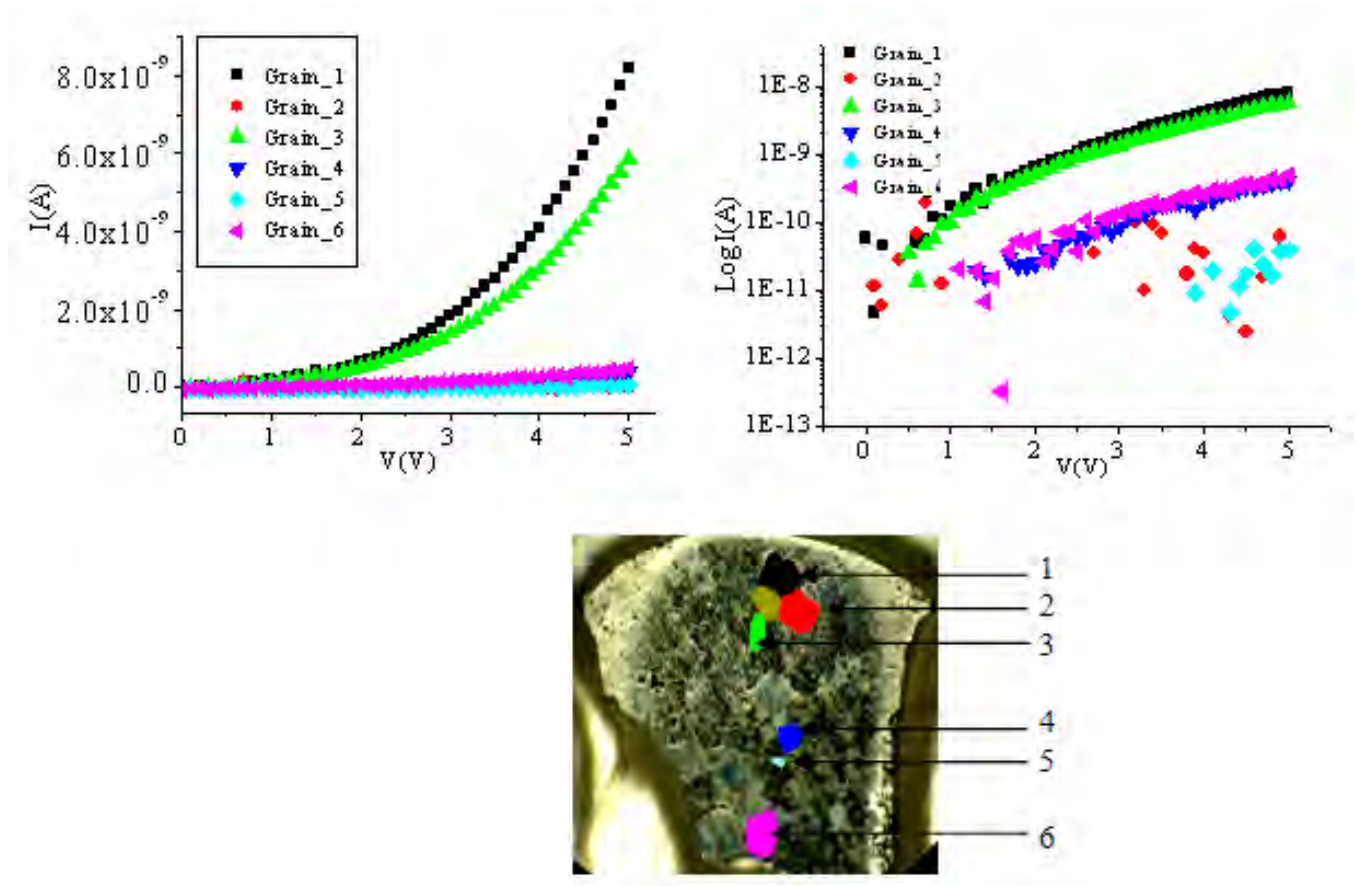 8.0x10^-9
6.0x10^-9
4.0x10^-9
2.0x10^-9
0.0
I(A)
Grain_1
Grain_2
Grain_3
Grain_4
Grain_5
Grain_6
0 1 2 3 4 5
V(V)
1E-8
1E-9
1E-10
1E-11
1E-12
1E-13
LogI(A)
Grain_1
Grain_2
Grain_3
Grain_4
Grain_5
Grain_6
0 1 2 3 4 5
V(V)
1
2
3
4
5
6